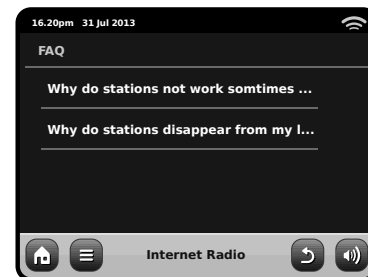 16.20pm 31 Jul 2013
FAQ
Why do stations not work somtimes ...
Why do stations disappear from my l...
Internet Radio